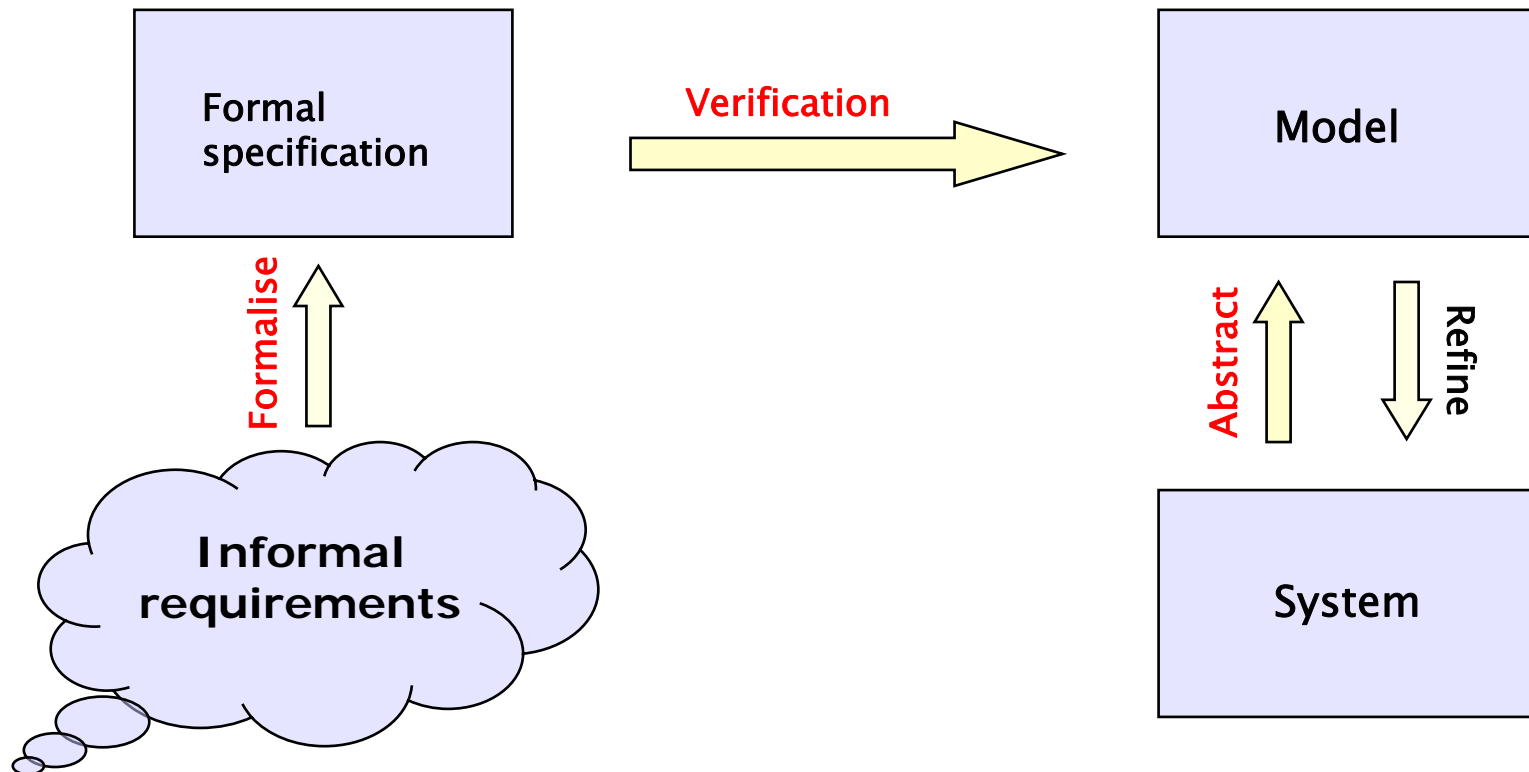 Formal
specification
Verification
Model
Formalise
Abstract
Refine
Informal
requirements
System